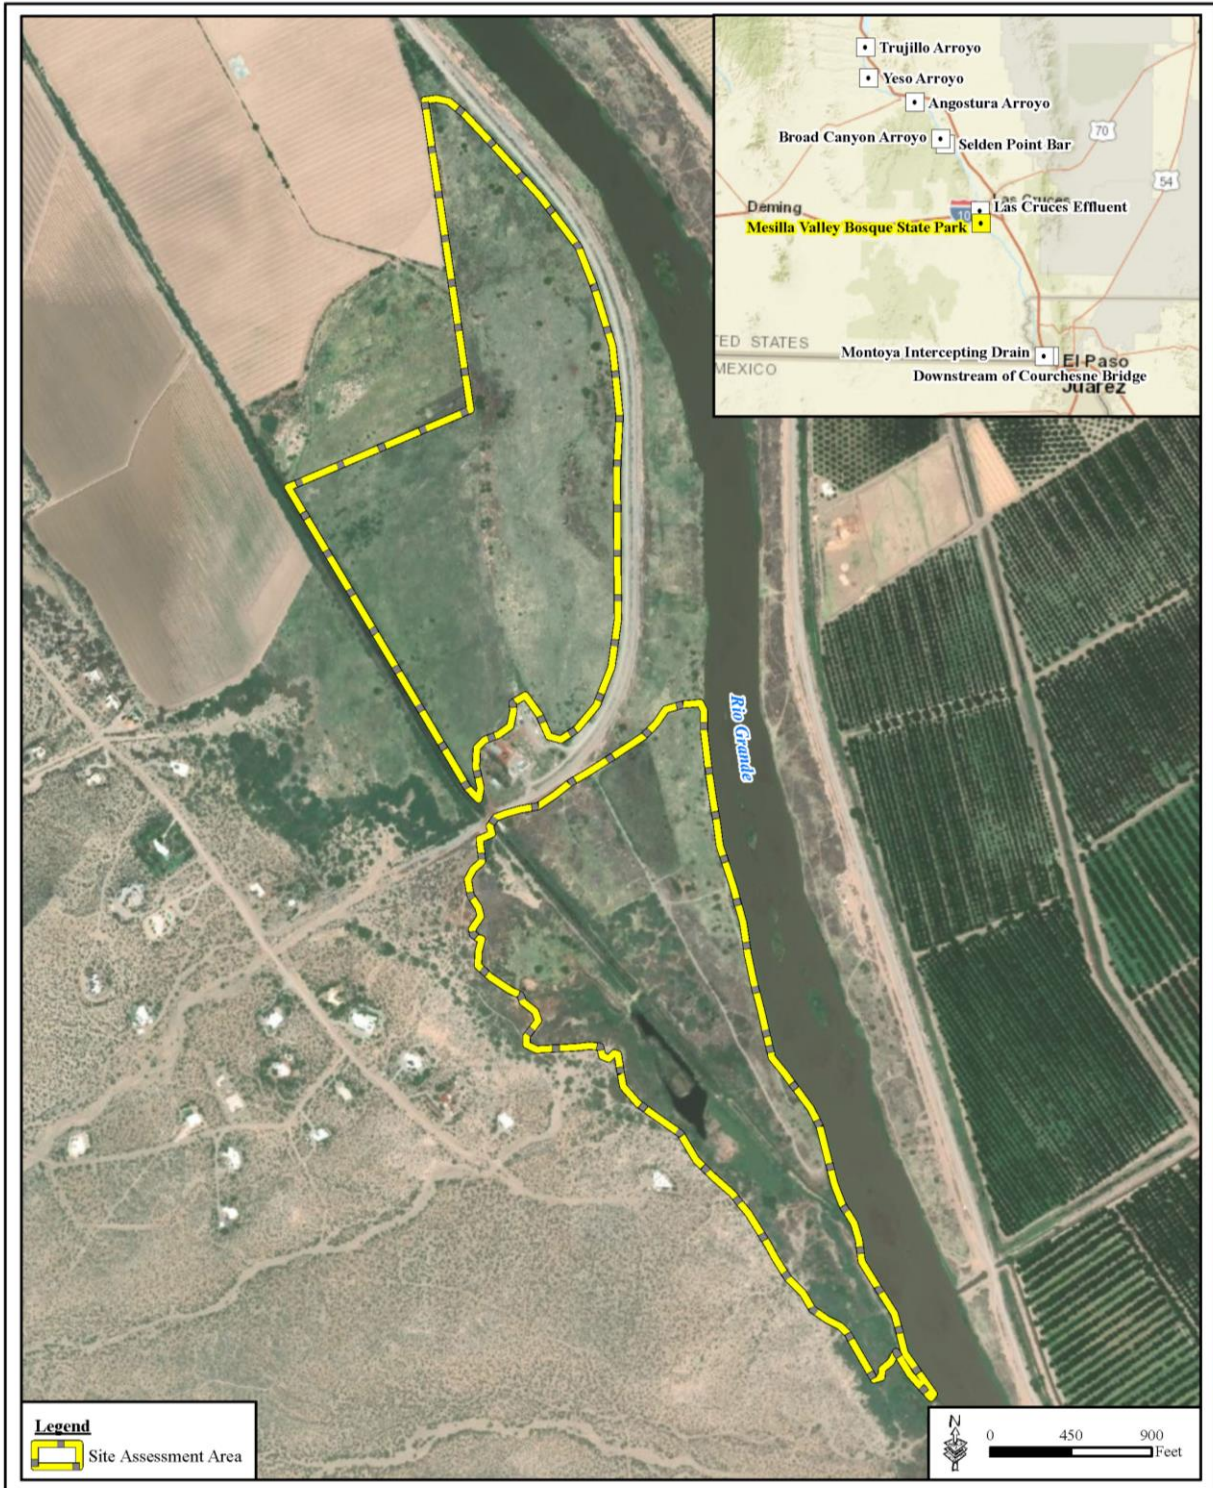 Trujillo Arroyo
Yeso Arroyo
Angostura Arroyo
70
Broad Canyon Arroyo
Selden Point Bar
54
Deming
Las Cruces
10
Las Cruces Effluent
Mesilla Valley Bosque State Park
TED STATES
MEXICO
Montoya Intercepting Drain
El Paso
Downstream of Courchesne Bridge
Juárez
Rio Grande
Legend
Site Assessment Area
N
0 450 900
Feet